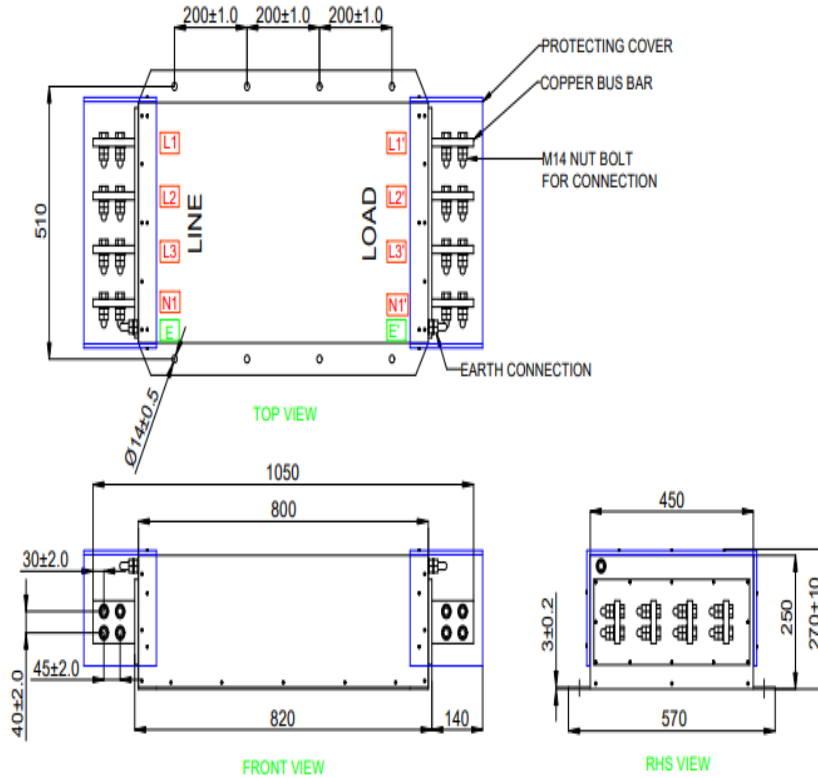 200±1.0 200±1.0 200±1.0
PROTECTING COVER
COPPER BUS BAR
M14 NUT BOLT
FOR CONNECTION
510
L1 L1'
L2 L2'
LINE LOAD
L3 L3'
N1 N1'
E E'
EARTH CONNECTION
Ø14±0.5
TOP VIEW
1050
800
450
30±2.0
3±0.2
250
270±10
45±2.0
40±2.0
820
140
570
FRONT VIEW
RHS VIEW